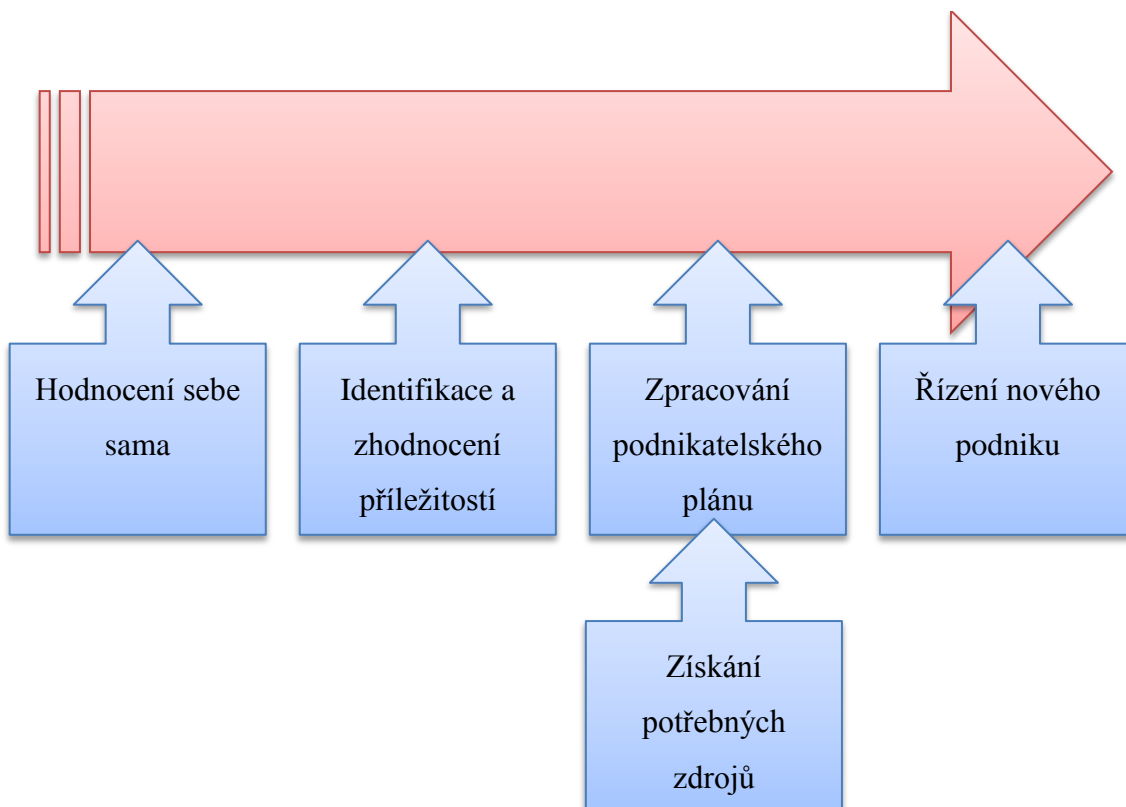 Hodnocení sebe
sama
Identifikace a
zhodnocení
příležitostí
Zpracování
podnikatelského
plánu
Řízení nového
podniku
Získání
potřebných
zdrojů